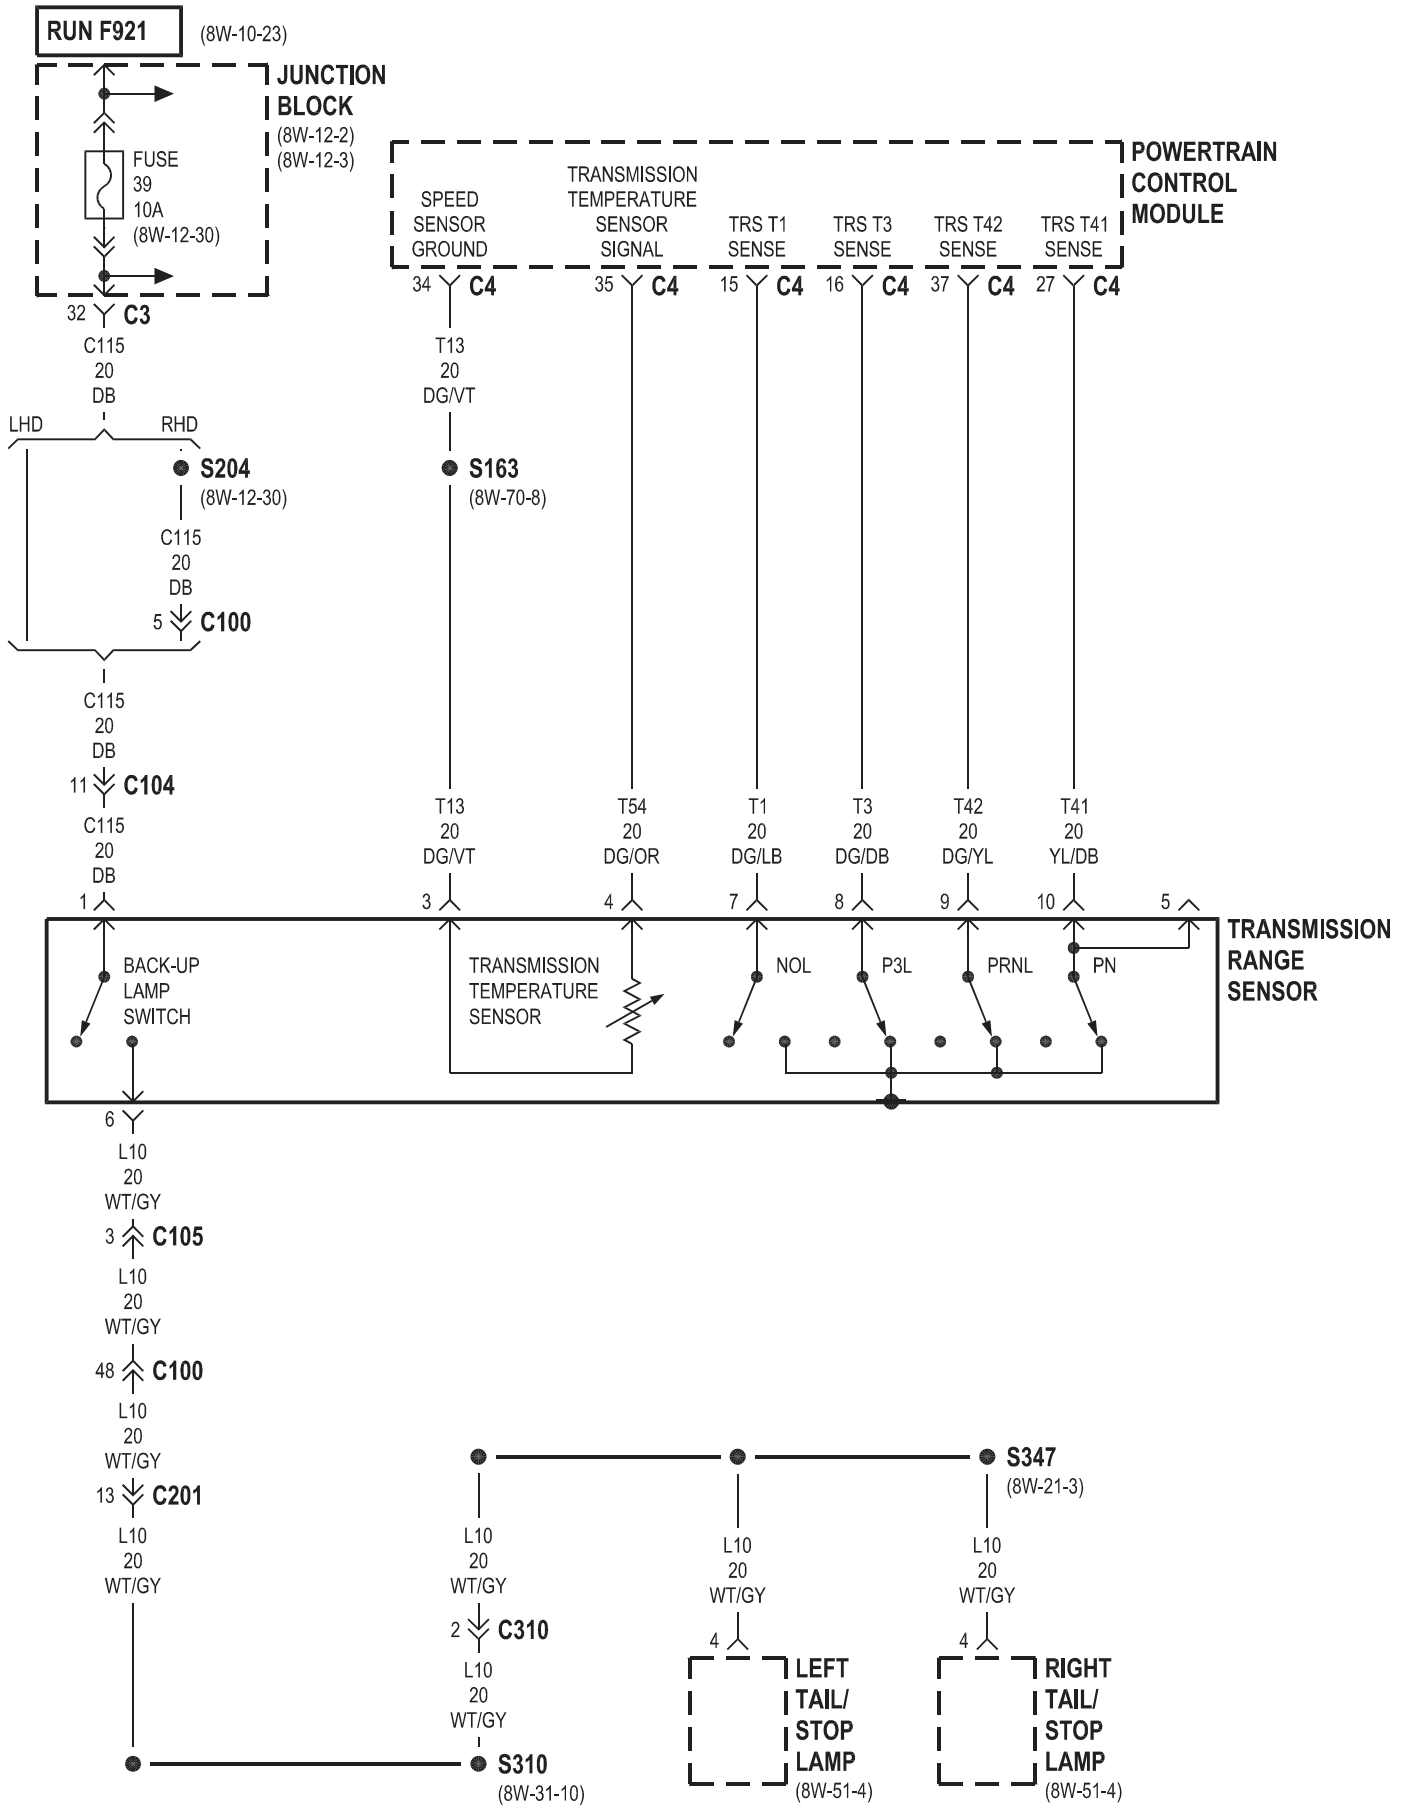 RUN F921
(8W-10-23)
JUNCTION
BLOCK
(8W-12-2)
(8W-12-3)
FUSE
39
10A
(8W-12-30)
32
C3
C115
20
DB
LHD
RHD
S204
(8W-12-30)
C115
20
DB
5
C100
C115
20
DB
11
C104
C115
20
DB
1
POWERTRAIN
CONTROL
MODULE
SPEED
SENSOR
GROUND
TRANSMISSION
TEMPERATURE
SENSOR
SIGNAL
TRS T1
SENSE
TRS T3
SENSE
TRS T42
SENSE
TRS T41
SENSE
34
C4
35
C4
15
C4
16
C4
37
C4
27
C4
T13
20
DG/VT
S163
(8W-70-8)
T13
20
DG/VT
3
T54
20
DG/OR
4
T1
20
DG/LB
7
T3
20
DG/DB
8
T42
20
DG/YL
9
T41
20
YL/DB
10
5
TRANSMISSION
RANGE
SENSOR
BACK-UP
LAMP
SWITCH
TRANSMISSION
TEMPERATURE
SENSOR
NOL
P3L
PRNL
PN
6
L10
20
WT/GY
3
C105
L10
20
WT/GY
48
C100
L10
20
WT/GY
13
C201
L10
20
WT/GY
S347
(8W-21-3)
L10
20
WT/GY
2
C310
L10
20
WT/GY
S310
(8W-31-10)
L10
20
WT/GY
4
LEFT
TAIL/
STOP
LAMP
(8W-51-4)
L10
20
WT/GY
4
RIGHT
TAIL/
STOP
LAMP
(8W-51-4)